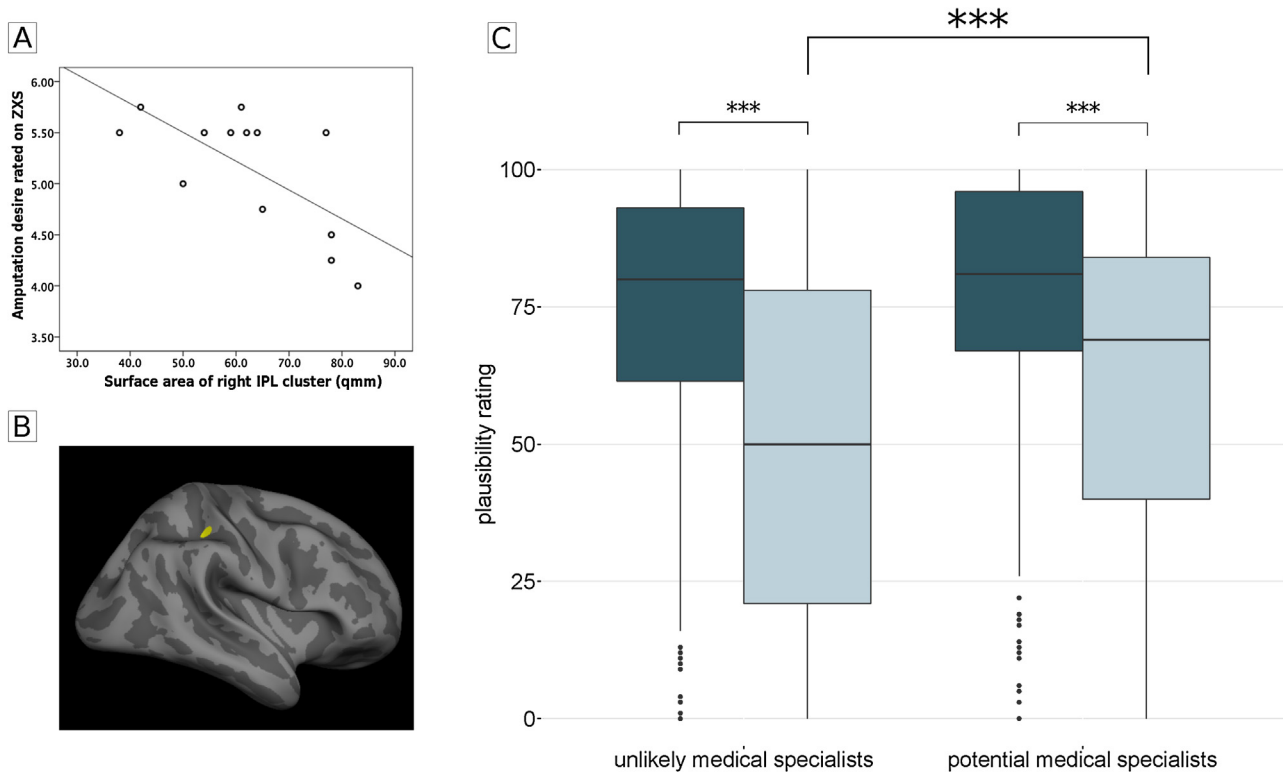 A
Amputation desire rated on ZXS
6.00
5.50
5.00
4.50
4.00
3.50
30.0 40.0 50.0 60.0 70.0 80.0 90.0
Surface area of right IPL cluster (qmm)
B
C
***
*** ***
plausibility rating
100
75
50
25
0
unlikely medical specialists potential medical specialists